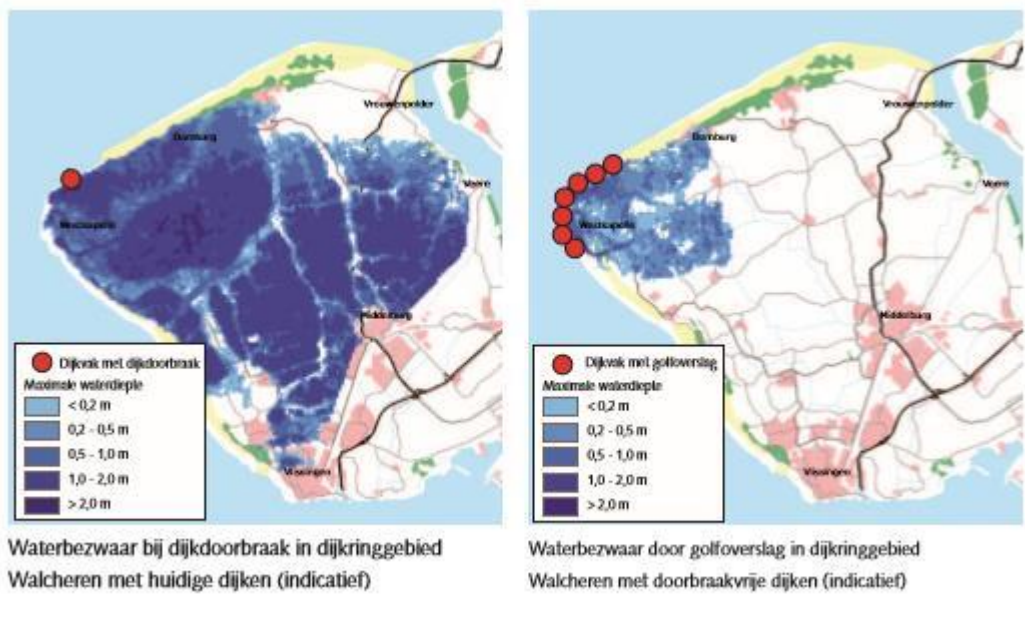 Vrouwenpolder
Domburg
Veere
Westkapelle
Middelburg
Vlissingen
Dijkvak met dijkdoorbraak
Maximale waterdiepte
< 0,2 m
0,2 - 0,5 m
0,5 - 1,0 m
1,0 - 2,0 m
> 2,0 m
Waterbezwaar bij dijkdoorbraak in dijkringgebied
Walcheren met huidige dijken (indicatief)
Vrouwenpolder
Domburg
Veere
Westkapelle
Middelburg
Vlissingen
Dijkvak met golfoverslag
Maximale waterdiepte
< 0,2 m
0,2 - 0,5 m
0,5 - 1,0 m
1,0 - 2,0 m
> 2,0 m
Waterbezwaar door golfoverslag in dijkringgebied
Walcheren met doorbraakvrije dijken (indicatief)